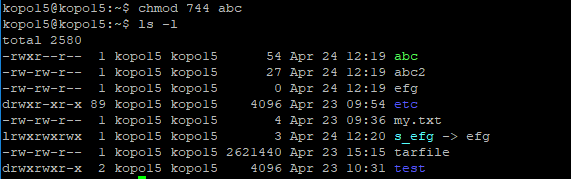 kopo15@kopo15:~$ chmod 744 abc
kopo15@kopo15:~$ ls -l
total 2580
-rwxr--r--  1 kopo15 kopo15      54 Apr 24 12:19 abc
-rw-rw-r--  1 kopo15 kopo15      27 Apr 24 12:19 abc2
-rw-rw-r--  1 kopo15 kopo15       0 Apr 24 12:19 efg
drwxr-xr-x 89 kopo15 kopo15    4096 Apr 23 09:54 etc
-rw-rw-r--  1 kopo15 kopo15       4 Apr 23 09:36 my.txt
lrwxrwxrwx  1 kopo15 kopo15       3 Apr 24 12:20 s_efg -> efg
-rw-rw-r--  1 kopo15 kopo15 2621440 Apr 23 15:15 tarfile
drwxrwxr-x  2 kopo15 kopo15    4096 Apr 23 10:31 test